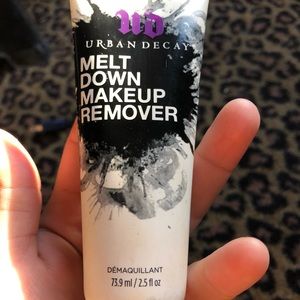 UD
URBAN DECAY
MELT
DOWN
MAKEUP
REMOVER
DÉMAQUILLANT
73.9 ml / 2.5 fl oz